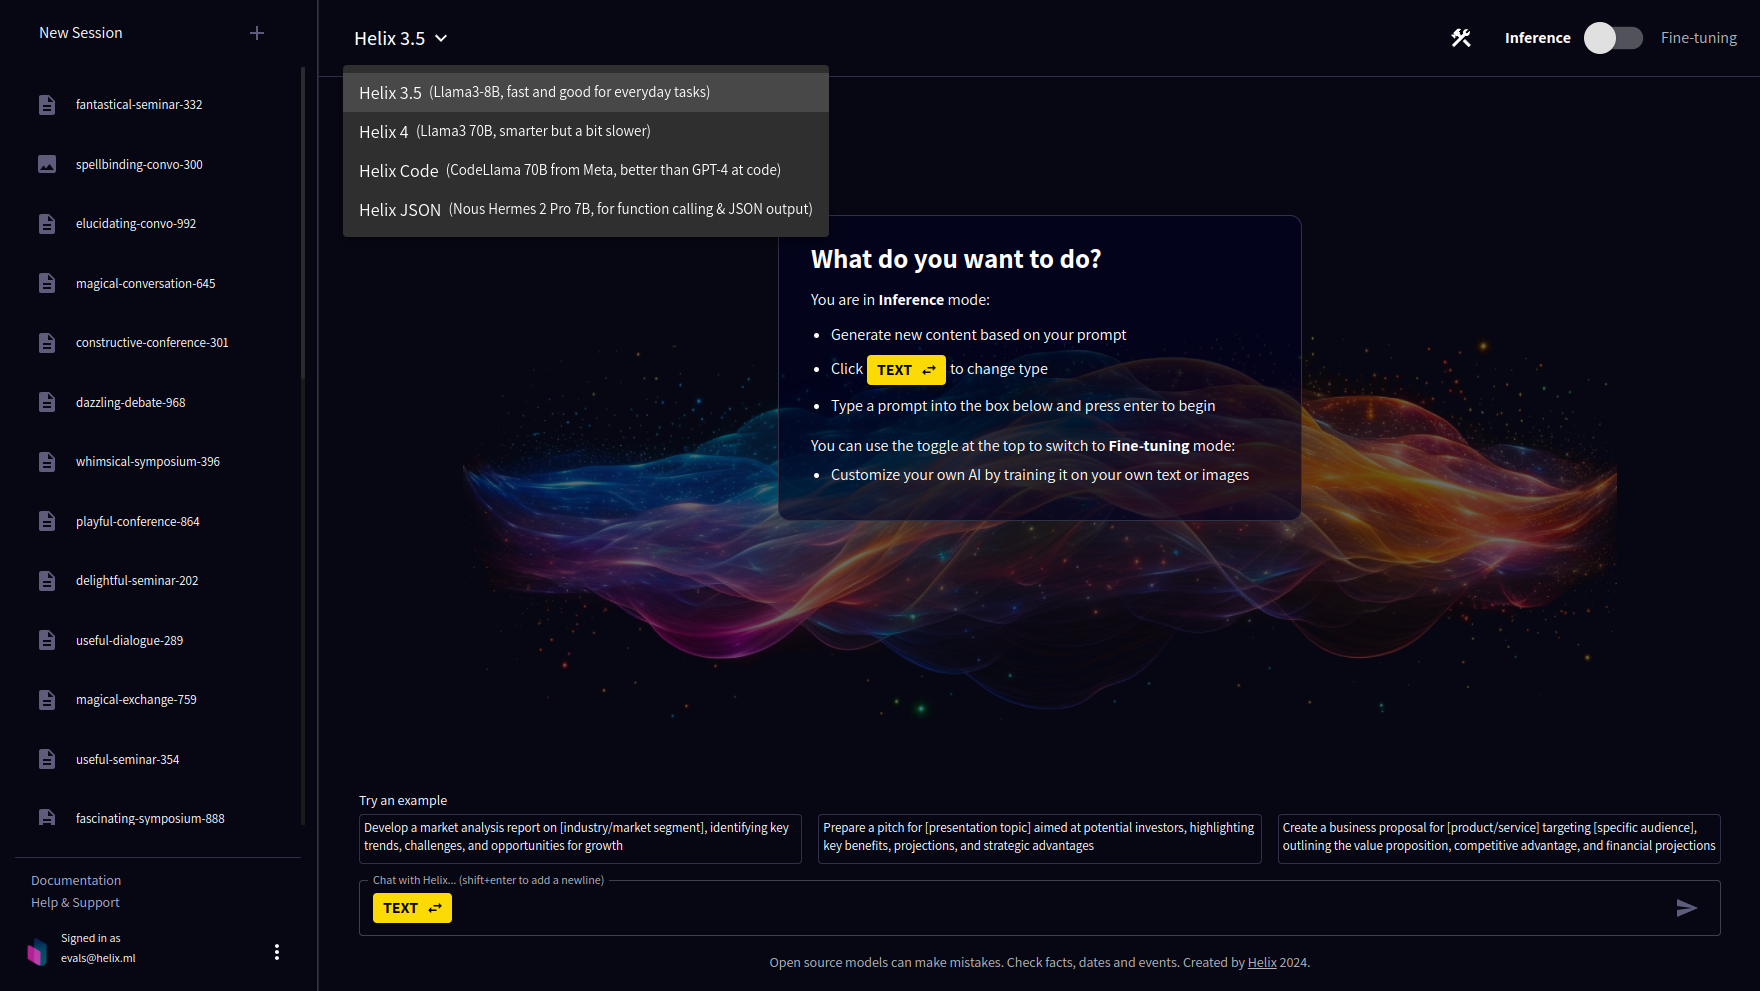 New Session
fantastical-seminar-332
spellbinding-convo-300
elucidating-convo-992
magical-conversation-645
constructive-conference-301
dazzling-debate-968
whimsical-symposium-396
playful-conference-864
delightful-seminar-202
useful-dialogue-289
magical-exchange-759
useful-seminar-354
fascinating-symposium-888
Documentation
Help & Support
Signed in as
evals@helix.ml
Helix 3.5
Inference
Fine-tuning
Helix 3.5 (Llama3-8B, fast and good for everyday tasks)
Helix 4 (Llama3 70B, smarter but a bit slower)
Helix Code (CodeLlama 70B from Meta, better than GPT-4 at code)
Helix JSON (Nous Hermes 2 Pro 7B, for function calling & JSON output)
What do you want to do?
You are in Inference mode:
• Generate new content based on your prompt
• Click TEXT to change type
• Type a prompt into the box below and press enter to begin
You can use the toggle at the top to switch to Fine-tuning mode:
• Customize your own AI by training it on your own text or images
Try an example
Develop a market analysis report on [industry/market segment], identifying key
trends, challenges, and opportunities for growth
Prepare a pitch for [presentation topic] aimed at potential investors, highlighting
key benefits, projections, and strategic advantages
Create a business proposal for [product/service] targeting [specific audience],
outlining the value proposition, competitive advantage, and financial projections
Chat with Helix... (shift+enter to add a newline)
TEXT
Open source models can make mistakes. Check facts, dates and events. Created by Helix 2024.